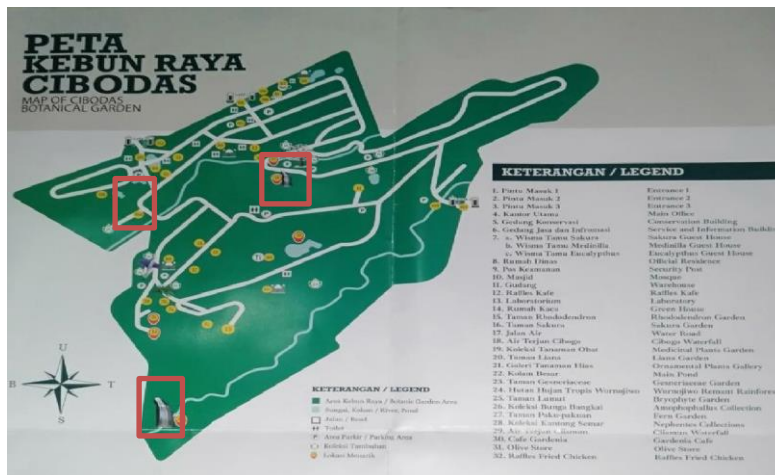 PETA
KEBUN RAYA
CIBODAS
MAP OF CIBODAS
BOTANICAL GARDEN
KETERANGAN / LEGEND
1. Pintu Masuk 1 Entrance 1
2. Pintu Masuk 2 Entrance 2
3. Pintu Masuk 3 Entrance 3
4. Kantor Utama Main Office
5. Gedung Konservasi Conservation Building
6. Gedung Jasa dan Informasi Service and Information Building
7. a. Wisma Tamu Sakura Sakura Guest House
b. Wisma Tamu Medinilla Medinilla Guest House
c. Wisma Tamu Eucalypthus Eucalypthus Guest House
8. Rumah Dinas Official Residence
9. Pos Keamanan Security Post
10. Masjid Mosque
11. Gudang Warehouse
12. Raffles Kafe Raffles Kafe
13. Laboratorium Laboratory
14. Rumah Kaca Green House
15. Taman Rhododendron Rhododendron Garden
16. Taman Sakura Sakura Garden
17. Jalan Air Water Road
18. Air Terjun Cibogo Cibogo Waterfall
19. Koleksi Tanaman Obat Medicinal Plants Garden
20. Taman Liana Liana Garden
21. Galeri Tanaman Hias Ornamental Plants Gallery
22. Kolam Besar Main Pond
23. Taman Gesneriaceae Gesneriaceae Garden
24. Hutan Hujan Tropis Wornojiwo Wornojiwo Remnant Rainforest
25. Taman Lumut Bryophyte Garden
26. Koleksi Bunga Bangkai Amophophallus Collection
27. Taman Paku-pakuan Fern Garden
28. Koleksi Kantung Semar Nephentes Collections
29. Air Terjun Ciismun Ciismun Waterfall
30. Cafe Gardenia Gardenia Cafe
31. Olive Store Olive Store
32. Raffles Fried Chicken Raffles Fried Chicken
U
B T
S
KETERANGAN / LEGEND
Area Kebun Raya / Botanic Garden Area
Sungai, Kolam / River, Pond
Jalan / Road
Toilet
P Area Parkir / Parking Area
Koleksi Tumbuhan
Lokasi Menarik